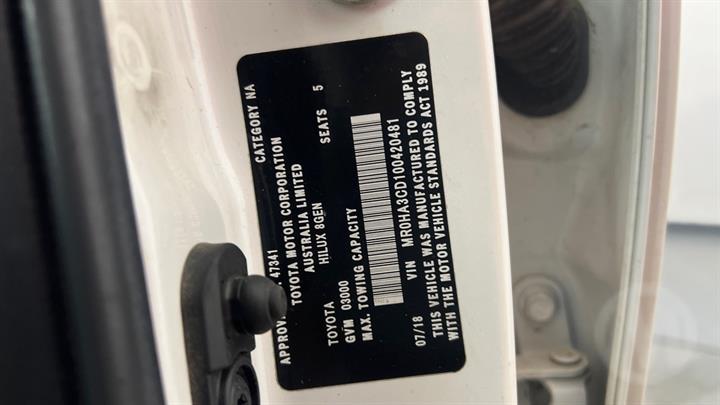 APPROVAL 47341 CATEGORY NA
TOYOTA MOTOR CORPORATION
AUSTRALIA LIMITED
HILUX 8GEN SEATS 5
TOYOTA
GVM 03000
MAX. TOWING CAPACITY
07/18 VIN MR0HA3CD100420481
THIS VEHICLE WAS MANUFACTURED TO COMPLY
WITH THE MOTOR VEHICLE STANDARDS ACT 1989